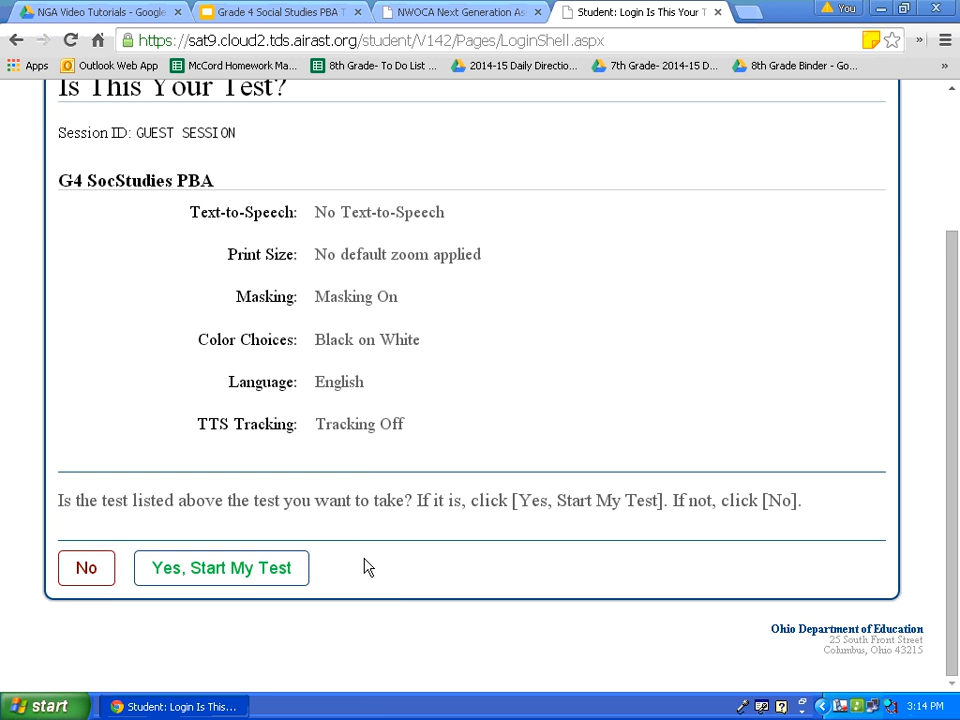 NGA Video Tutorials - Google
Grade 4 Social Studies PBA T
NWOCA Next Generation As
Student: Login Is This Your T
You
https://sat9.cloud2.tds.airast.org/student/V142/Pages/LoginShell.aspx
Apps
Outlook Web App
McCord Homework Ma...
8th Grade- To Do List ...
2014-15 Daily Directio...
7th Grade- 2014-15 D...
8th Grade Binder - Go...
»
Is This Your Test?
Session ID: GUEST SESSION
G4 SocStudies PBA
Text-to-Speech: No Text-to-Speech
Print Size: No default zoom applied
Masking: Masking On
Color Choices: Black on White
Language: English
TTS Tracking: Tracking Off
Is the test listed above the test you want to take? If it is, click [Yes, Start My Test]. If not, click [No].
No
Yes, Start My Test
Ohio Department of Education
25 South Front Street
Columbus, Ohio 43215
start
Student: Login Is This...
3:14 PM